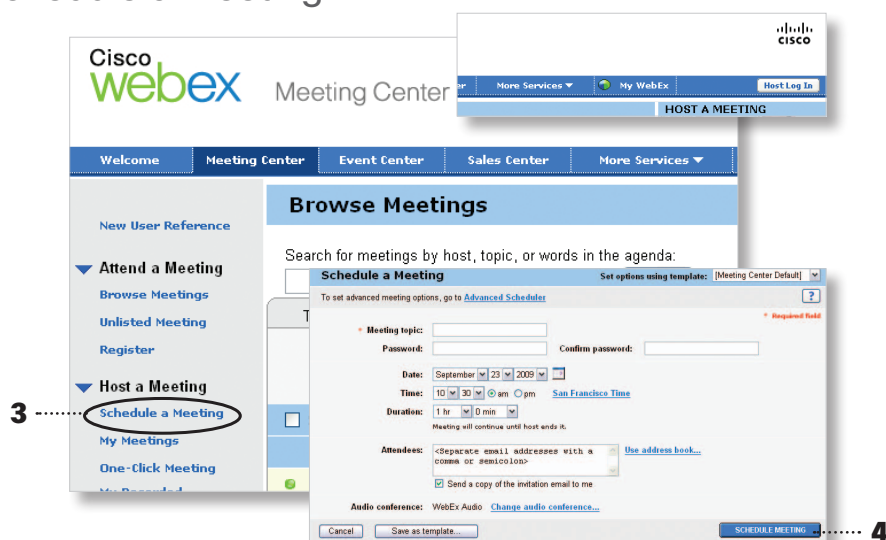 Cisco
webex Meeting Center
cisco
More Services
My WebEx
Host Log In
HOST A MEETING
Welcome
Meeting Center
Event Center
Sales Center
More Services
Browse Meetings
Search for meetings by host, topic, or words in the agenda:
New User Reference
Attend a Meeting
Browse Meetings
Unlisted Meeting
Register
Host a Meeting
3
Schedule a Meeting
My Meetings
One-Click Meeting
Schedule a Meeting
Set options using template: [Meeting Center Default]
To set advanced meeting options, go to Advanced Scheduler
?
* Required field
* Meeting topic:
Password:
Confirm password:
Date: September 23 2009
Time: 10 30 am pm San Francisco Time
Duration: 1 hr 0 min
Meeting will continue until host ends it.
Attendees: <Separate email addresses with a
comma or semicolon>
Use address book...
Send a copy of the invitation email to me
Audio conference: WebEx Audio Change audio conference...
Cancel
Save as template...
SCHEDULE MEETING
4